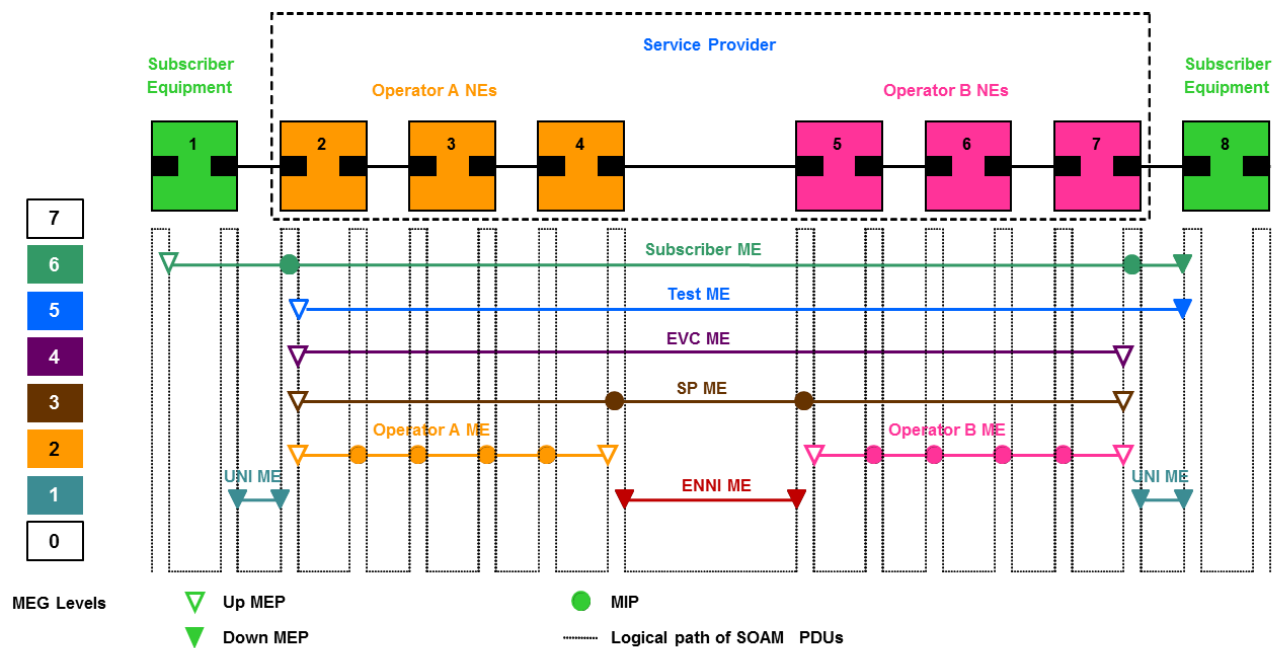 Service Provider
Subscriber
Equipment
Operator A NEs
Operator B NEs
Subscriber
Equipment
1
2
3
4
5
6
7
8
7
6
Subscriber ME
5
Test ME
4
EVC ME
3
SP ME
2
Operator A ME
Operator B ME
1
UNI ME
ENNI ME
UNI ME
0
MEG Levels
Up MEP
MIP
Down MEP
Logical path of SOAM PDUs